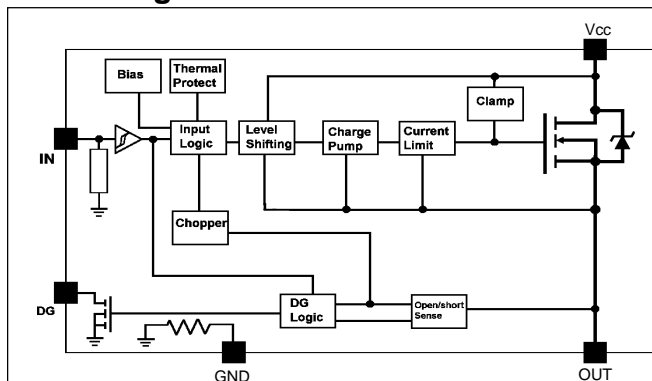 Vcc
Bias
Thermal
Protect
Clamp
IN
Input
Logic
Level
Shifting
Charge
Pump
Current
Limit
Chopper
DG
DG
Logic
Open/short
Sense
GND
OUT